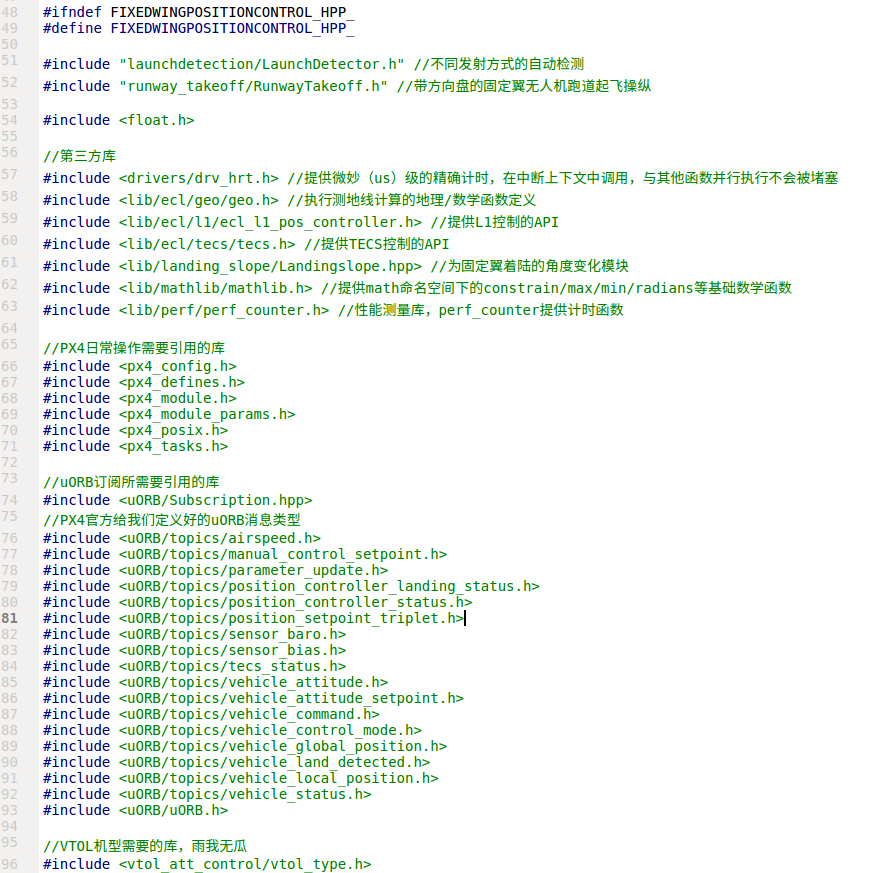 48 #ifndef FIXEDWINGPOSITIONCONTROL_HPP_
49 #define FIXEDWINGPOSITIONCONTROL_HPP_
50
51 #include "launchdetection/LaunchDetector.h" //不同发射方式的自动检测
52 #include "runway_takeoff/RunwayTakeoff.h" //带方向盘的固定翼无人机跑道起飞操纵
53
54 #include <float.h>
55
56 //第三方库
57 #include <drivers/drv_hrt.h> //提供微妙（us）级的精确计时，在中断上下文中调用，与其他函数并行执行不会被堵塞
58 #include <lib/ecl/geo/geo.h> //执行测地线计算的地理/数学函数定义
59 #include <lib/ecl/l1/ecl_l1_pos_controller.h> //提供L1控制的API
60 #include <lib/ecl/tecs/tecs.h> //提供TECS控制的API
61 #include <lib/landing_slope/Landingslope.hpp> //为固定翼着陆的角度变化模块
62 #include <lib/mathlib/mathlib.h> //提供math命名空间下的constrain/max/min/radians等基础数学函数
63 #include <lib/perf/perf_counter.h> //性能测量库，perf_counter提供计时函数
64
65 //PX4日常操作需要引用的库
66 #include <px4_config.h>
67 #include <px4_defines.h>
68 #include <px4_module.h>
69 #include <px4_module_params.h>
70 #include <px4_posix.h>
71 #include <px4_tasks.h>
72
73 //uORB订阅所需要引用的库
74 #include <uORB/Subscription.hpp>
75 //PX4官方给我们定义好的uORB消息类型
76 #include <uORB/topics/airspeed.h>
77 #include <uORB/topics/manual_control_setpoint.h>
78 #include <uORB/topics/parameter_update.h>
79 #include <uORB/topics/position_controller_landing_status.h>
80 #include <uORB/topics/position_controller_status.h>
81 #include <uORB/topics/position_setpoint_triplet.h>
82 #include <uORB/topics/sensor_baro.h>
83 #include <uORB/topics/sensor_bias.h>
84 #include <uORB/topics/tecs_status.h>
85 #include <uORB/topics/vehicle_attitude.h>
86 #include <uORB/topics/vehicle_attitude_setpoint.h>
87 #include <uORB/topics/vehicle_command.h>
88 #include <uORB/topics/vehicle_control_mode.h>
89 #include <uORB/topics/vehicle_global_position.h>
90 #include <uORB/topics/vehicle_land_detected.h>
91 #include <uORB/topics/vehicle_local_position.h>
92 #include <uORB/topics/vehicle_status.h>
93 #include <uORB/uORB.h>
94
95 //VTOL机型需要的库，雨我无瓜
96 #include <vtol_att_control/vtol_type.h>